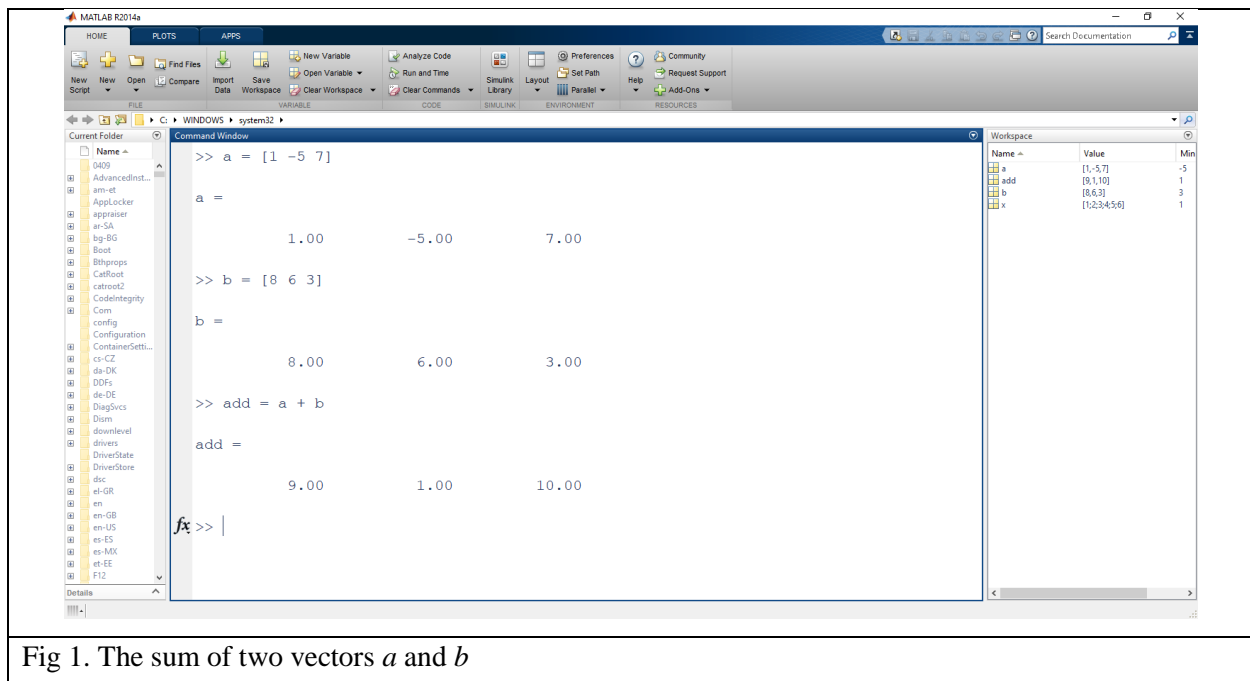 MATLAB R2014a
HOME PLOTS APPS
Search Documentation
New Script
New
Open
Find Files
Compare
Import Data
Save Workspace
New Variable
Open Variable
Clear Workspace
Analyze Code
Run and Time
Clear Commands
Simulink Library
Layout
Preferences
Set Path
Parallel
Help
Community
Request Support
Add-Ons
FILE VARIABLE CODE SIMULINK ENVIRONMENT RESOURCES
C: WINDOWS system32
Current Folder
Name
0409
AdvancedInst...
am-et
AppLocker
appraiser
ar-SA
bg-BG
Boot
Bthprops
CatRoot
catroot2
CodeIntegrity
Com
config
Configuration
ContainerSetti...
cs-CZ
da-DK
DDFs
de-DE
DiagSvcs
Dism
downlevel
drivers
DriverState
DriverStore
dsc
el-GR
en
en-GB
en-US
es-ES
es-MX
et-EE
F12
Details
Command Window
>> a = [1 -5 7]
a =
1.00 -5.00 7.00
>> b = [8 6 3]
b =
8.00 6.00 3.00
>> add = a + b
add =
9.00 1.00 10.00
fx >>
Workspace
Name Value Min
a [1,-5,7] -5
add [9,1,10] 1
b [8,6,3] 3
x [1;2;3;4;5;6] 1
Fig 1. The sum of two vectors a and b